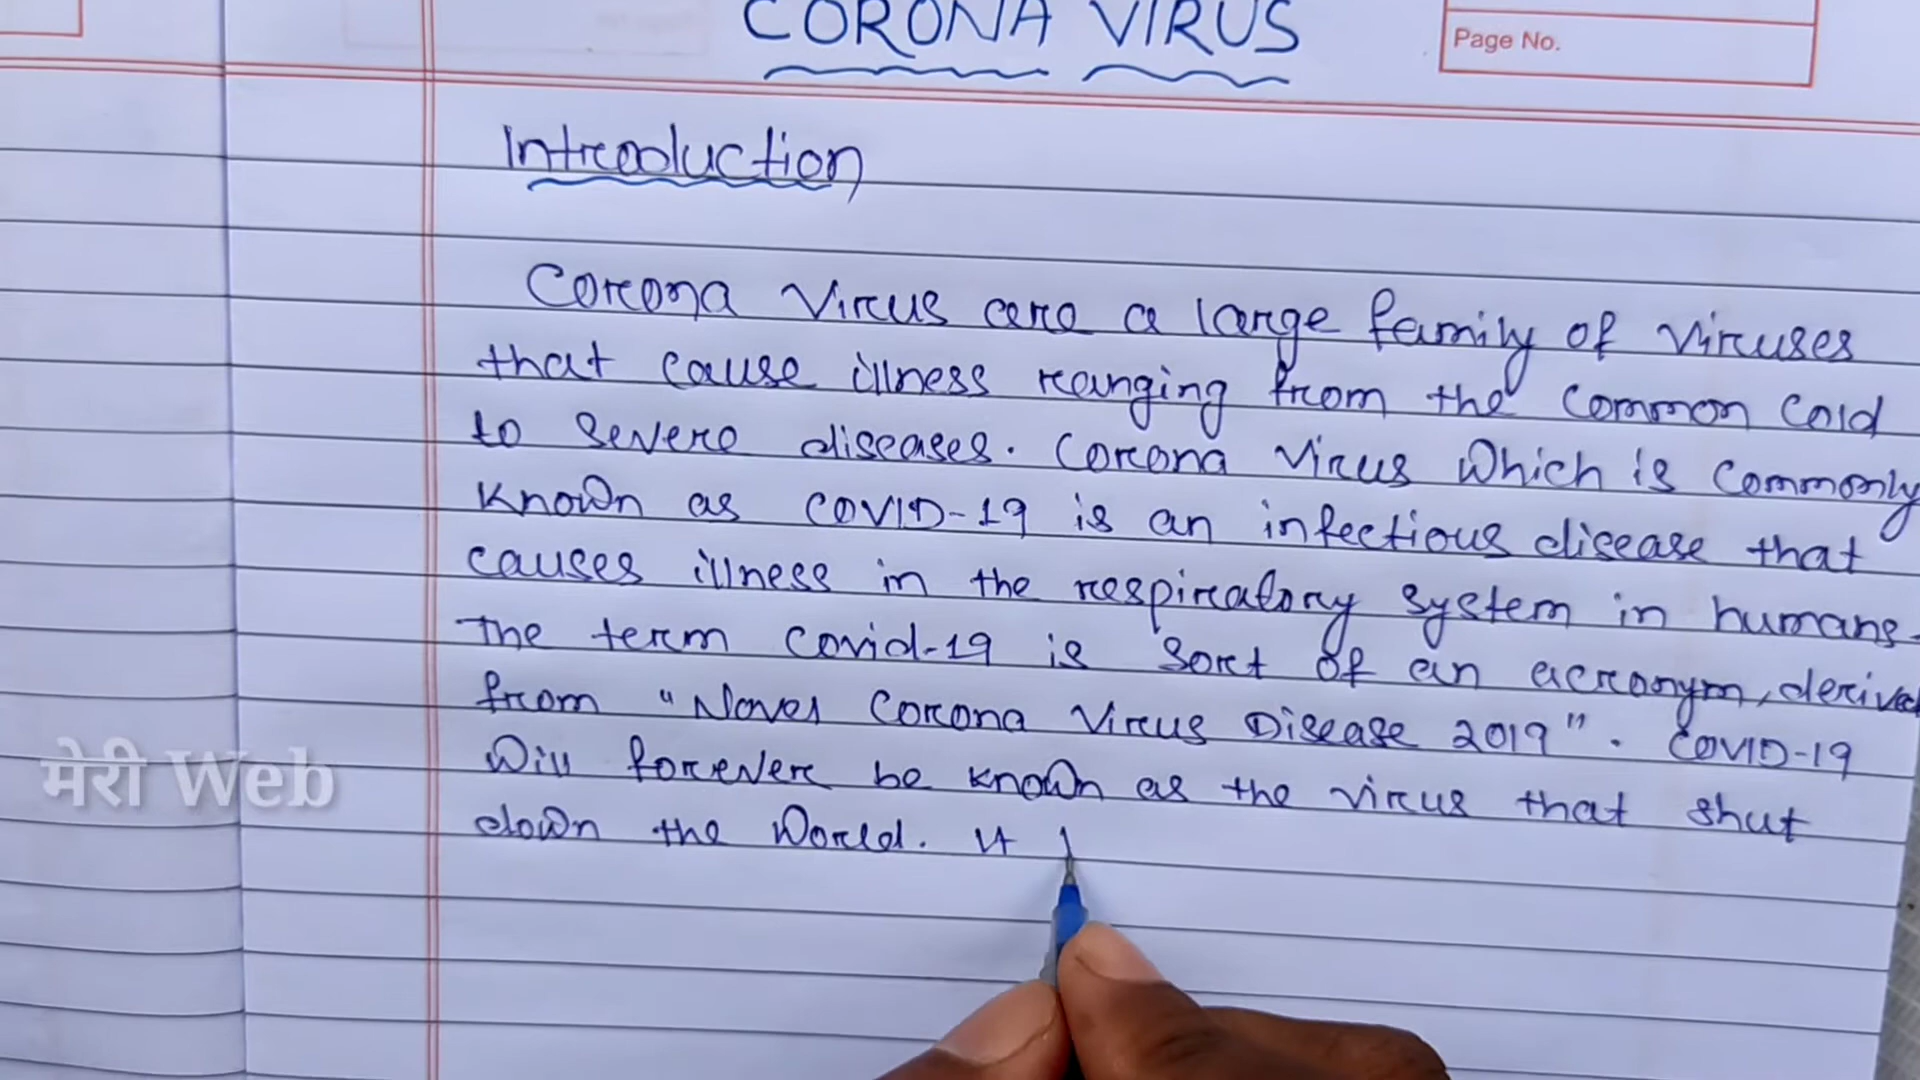 CORONA VIRUS
Page No.
Introduction
Corona Virus are a large family of viruses
that cause illness ranging from the common cold
to severe diseases. Corona Virus which is commonly
known as COVID-19 is an infectious disease that
causes illness in the respiratory system in humans.
The term Covid-19 is sort of an acronym, derived
from "Novel Corona Virus Disease 2019". COVID-19
Will forever be known as the virus that shut
down the World. It
मेरी Web